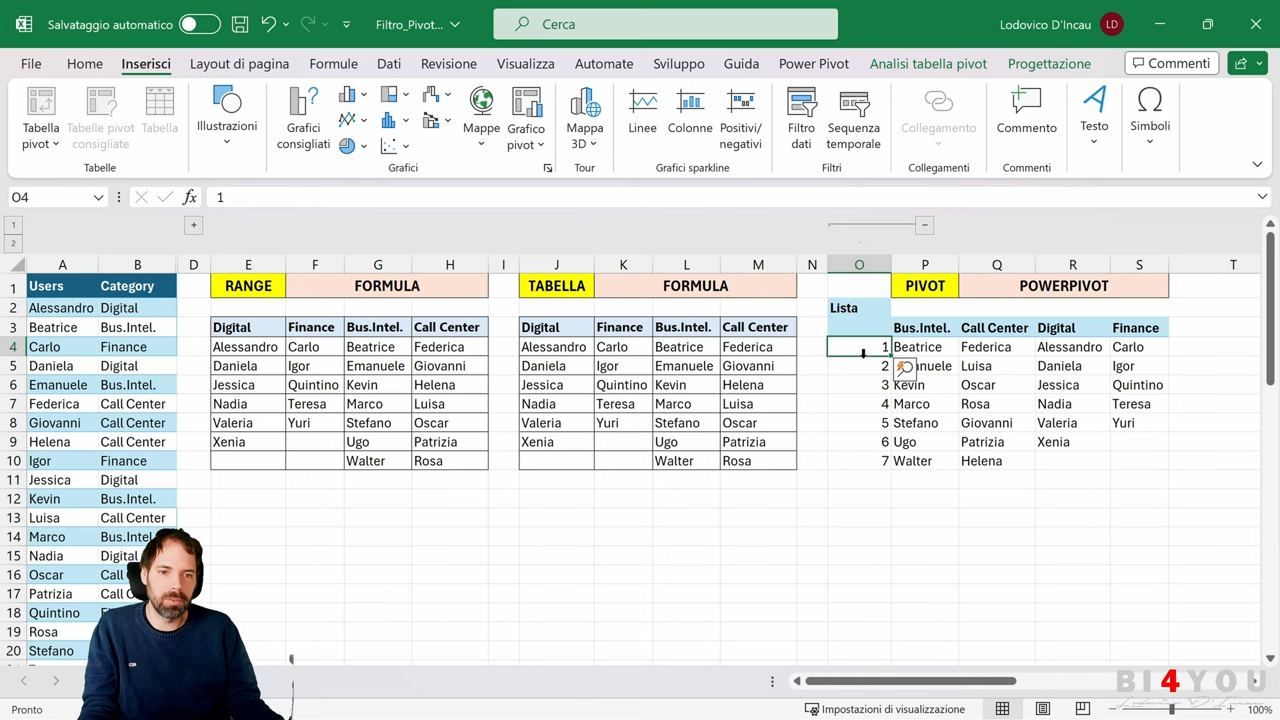 Salvataggio automatico
Filtro_Pivot...
Cerca
Lodovico D'Incau
LD
File Home Inserisci Layout di pagina Formule Dati Revisione Visualizza Automate Sviluppo Guida Power Pivot Analisi tabella pivot Progettazione Commenti
Tabella pivot
Tabelle pivot consigliate
Tabella
Illustrazioni
Grafici consigliati
Mappe
Grafico pivot
Mappa 3D
Linee
Colonne
Positivi/negativi
Filtro dati
Sequenza temporale
Collegamento
Commento
Testo
Simboli
Tabelle Grafici Tour Grafici sparkline Filtri Collegamenti Commenti
O4 fx 1
1
2
A B D E F G H I J K L M N O P Q R S T
1 Users Category RANGE FORMULA TABELLA FORMULA PIVOT POWERPIVOT
2 Alessandro Digital Lista
3 Beatrice Bus.Intel. Digital Finance Bus.Intel. Call Center Digital Finance Bus.Intel. Call Center Bus.Intel. Call Center Digital Finance
4 Carlo Finance Alessandro Carlo Beatrice Federica Alessandro Carlo Beatrice Federica 1 Beatrice Federica Alessandro Carlo
5 Daniela Digital Daniela Igor Emanuele Giovanni Daniela Igor Emanuele Giovanni 2 nuele Luisa Daniela Igor
6 Emanuele Bus.Intel. Jessica Quintino Kevin Helena Jessica Quintino Kevin Helena 3 Kevin Oscar Jessica Quintino
7 Federica Call Center Nadia Teresa Marco Luisa Nadia Teresa Marco Luisa 4 Marco Rosa Nadia Teresa
8 Giovanni Call Center Valeria Yuri Stefano Oscar Valeria Yuri Stefano Oscar 5 Stefano Giovanni Valeria Yuri
9 Helena Call Center Xenia Ugo Patrizia Xenia Ugo Patrizia 6 Ugo Patrizia Xenia
10 Igor Finance Walter Rosa Walter Rosa 7 Walter Helena
11 Jessica Digital
12 Kevin Bus.Intel.
13 Luisa Call Center
14 Marco Bus.Intel.
15 Nadia Digital
16 Oscar Call
17 Patrizia Call
18 Quintino
19 Rosa
20 Stefano
BI4YOU
Pronto
Impostazioni di visualizzazione
100%